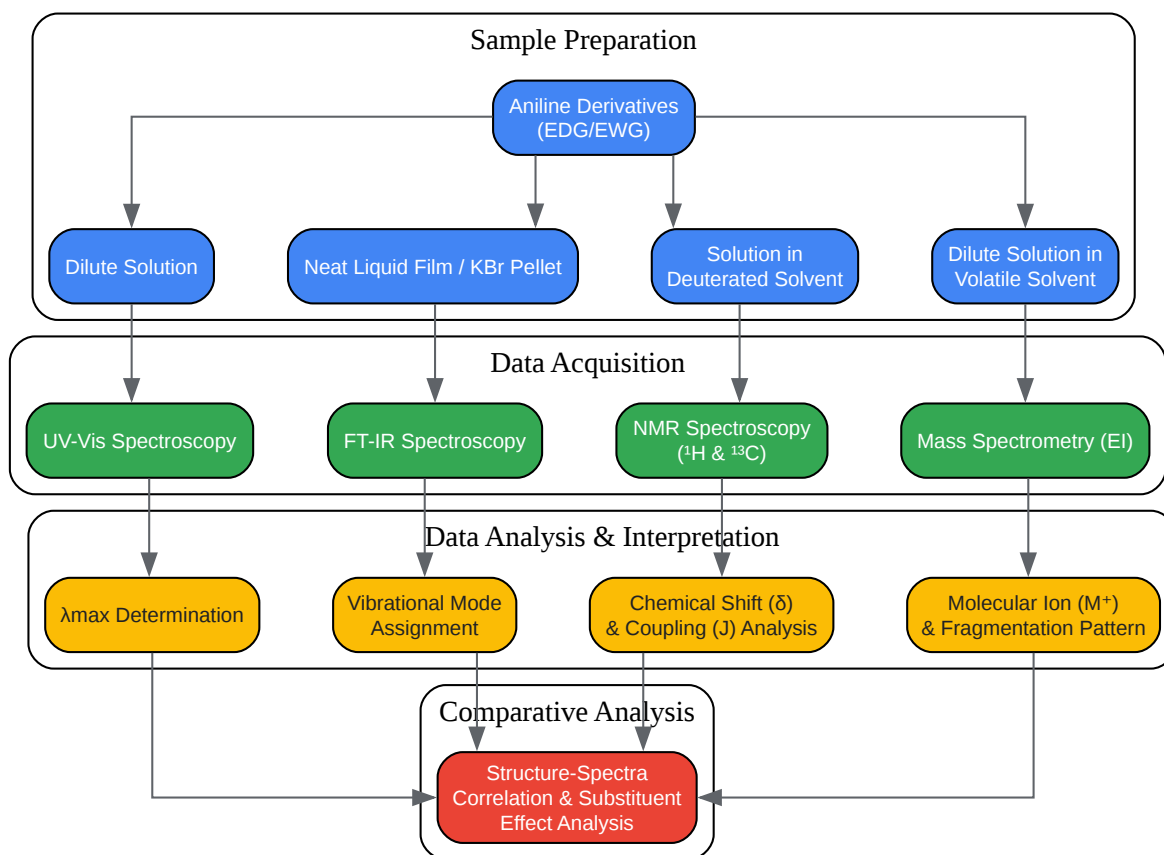 Sample Preparation
Aniline Derivatives
(EDG/EWG)
Dilute Solution
Neat Liquid Film / KBr Pellet
Solution in
Deuterated Solvent
Dilute Solution in
Volatile Solvent
Data Acquisition
UV-Vis Spectroscopy
FT-IR Spectroscopy
NMR Spectroscopy
(¹H & ¹³C)
Mass Spectrometry (EI)
Data Analysis & Interpretation
λmax Determination
Vibrational Mode
Assignment
Chemical Shift (δ)
& Coupling (J) Analysis
Molecular Ion (M⁺)
& Fragmentation Pattern
Comparative Analysis
Structure-Spectra
Correlation & Substituent
Effect Analysis